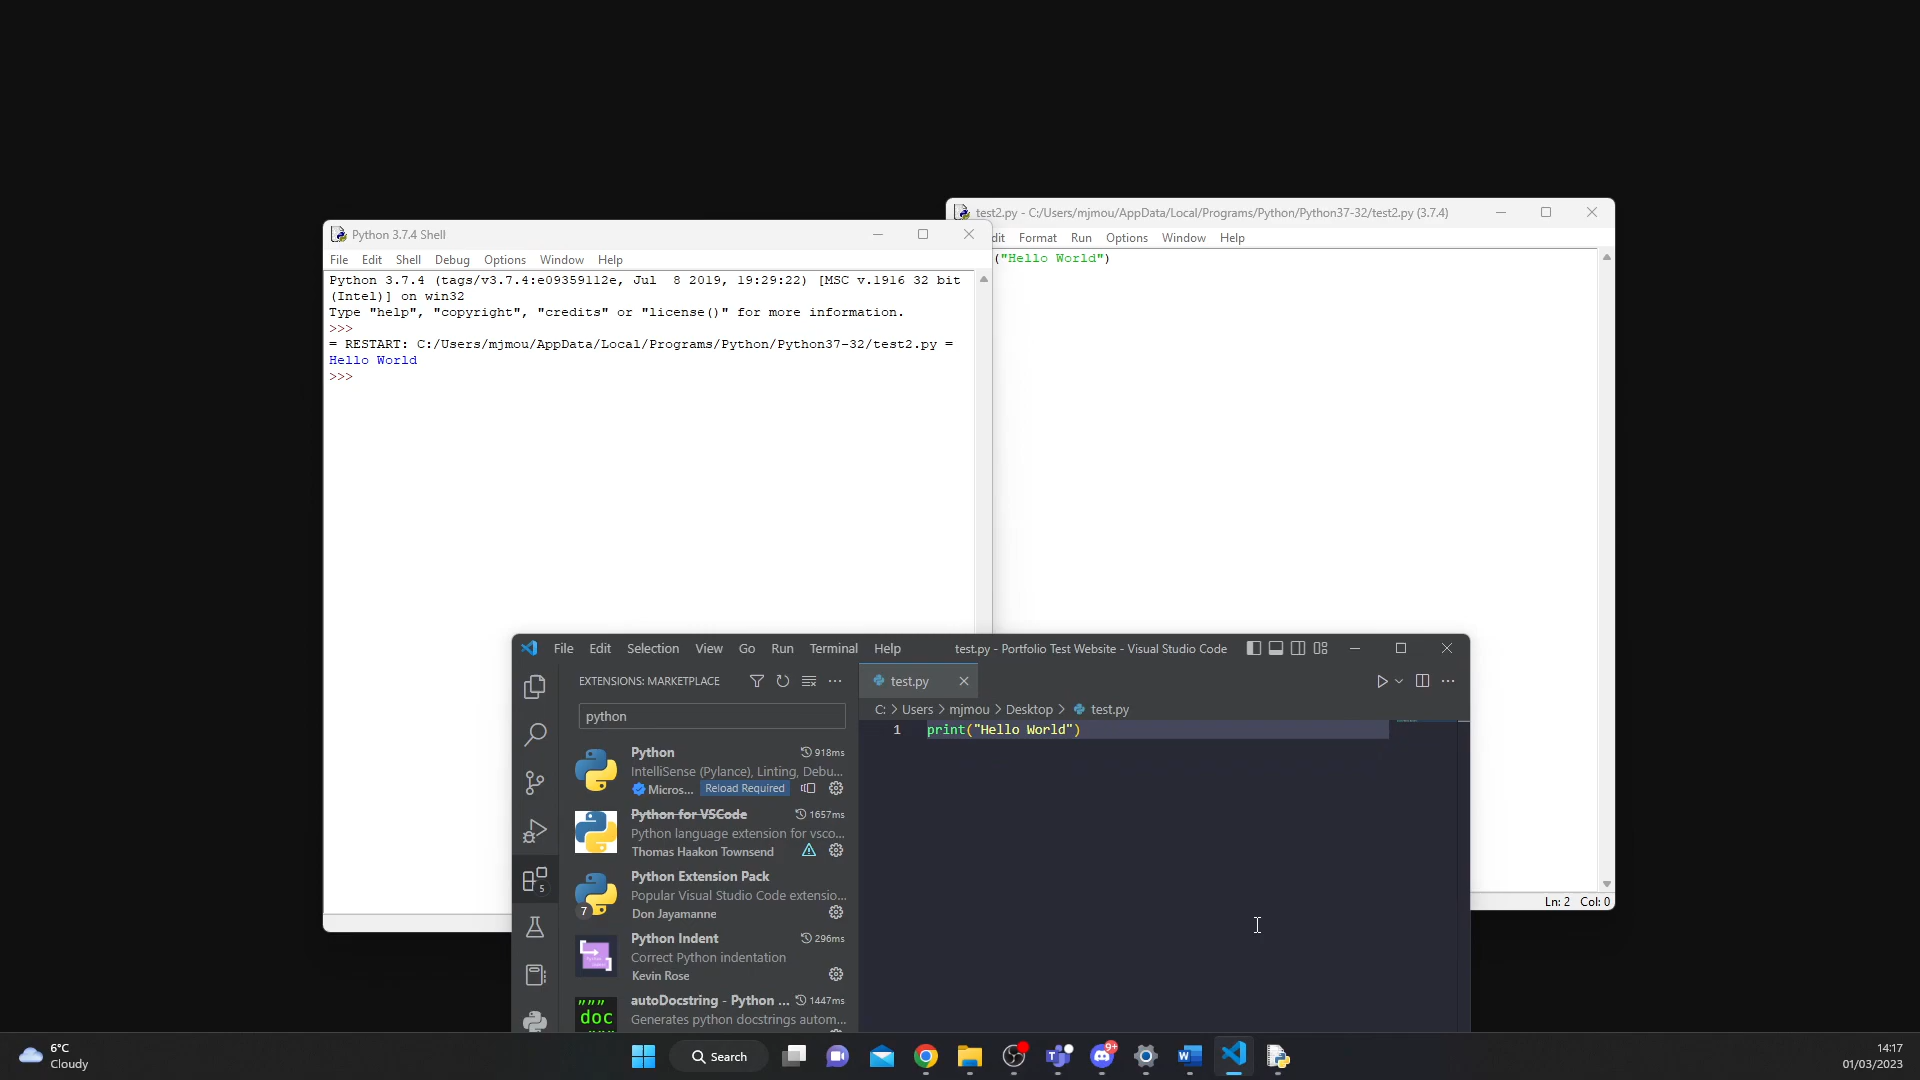 test2.py - C:/Users/mjmou/AppData/Local/Programs/Python/Python37-32/test2.py (3.7.4)
dit Format Run Options Window Help
("Hello World")
Ln: 2 Col: 0
Python 3.7.4 Shell
File Edit Shell Debug Options Window Help
Python 3.7.4 (tags/v3.7.4:e09359112e, Jul  8 2019, 19:29:22) [MSC v.1916 32 bit
(Intel)] on win32
Type "help", "copyright", "credits" or "license()" for more information.
>>>
= RESTART: C:/Users/mjmou/AppData/Local/Programs/Python/Python37-32/test2.py =
Hello World
>>>
File Edit Selection View Go Run Terminal Help test.py - Portfolio Test Website - Visual Studio Code
EXTENSIONS: MARKETPLACE
python
Python 918ms
IntelliSense (Pylance), Linting, Debu...
Micros... Reload Required
Python for VSCode 1657ms
Python language extension for vsco...
Thomas Haakon Townsend
Python Extension Pack
Popular Visual Studio Code extensio...
7 Don Jayamanne
Python Indent 296ms
Correct Python indentation
Kevin Rose
autoDocstring - Python ... 1447ms
Generates python docstrings autom...
""" doc """
5
test.py
C: > Users > mjmou > Desktop > test.py
1 print("Hello World")
6°C
Cloudy
Search
9+
14:17
01/03/2023